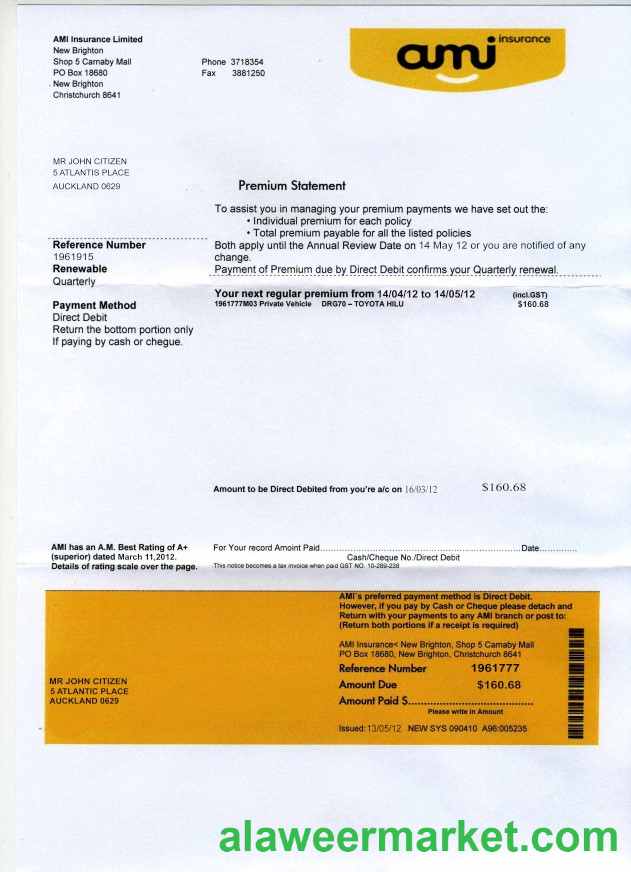 AMI Insurance Limited
New Brighton
Shop 5 Carnaby Mall
PO Box 18680
New Brighton
Christchurch 8641
Phone 3718354
Fax 3881250
ami insurance
MR JOHN CITIZEN
5 ATLANTIS PLACE
AUCKLAND 0629
Premium Statement
To assist you in managing your premium payments we have set out the:
• Individual premium for each policy
• Total premium payable for all the listed policies
Both apply until the Annual Review Date on 14 May 12 or you are notified of any
change.
Payment of Premium due by Direct Debit confirms your Quarterly renewal.
Reference Number
1961915
Renewable
Quarterly
Payment Method
Direct Debit
Return the bottom portion only
If paying by cash or chegue.
Your next regular premium from 14/04/12 to 14/05/12 (incl.GST)
1961777M03 Private Vehicle DRG70 – TOYOTA HILU $160.68
Amount to be Direct Debited from you're a/c on 16/03/12 $160.68
AMI has an A.M. Best Rating of A+
(superior) dated March 11,2012.
Details of rating scale over the page.
For Your record Amoint Paid..........Date..........
Cash/Cheque No./Direct Debit
This notice becomes a tax invoice when paid GST NO. 10-289-238
AMI's preferred payment method is Direct Debit.
However, if you pay by Cash or Cheque please detach and
Return with your payments to any AMI branch or post to:
(Return both portions if a receipt is required)
AMI Insurance< New Brighton, Shop 5 Carnaby Mall
PO Box 18680, New Brighton, Christchurch 8641
Reference Number 1961777
Amount Due $160.68
Amount Paid $..........
Please write in Amount
Issued: 13/05/12 NEW SYS 090410 A96:005235
MR JOHN CITIZEN
5 ATLANTIC PLACE
AUCKLAND 0629
alaweermarket.com